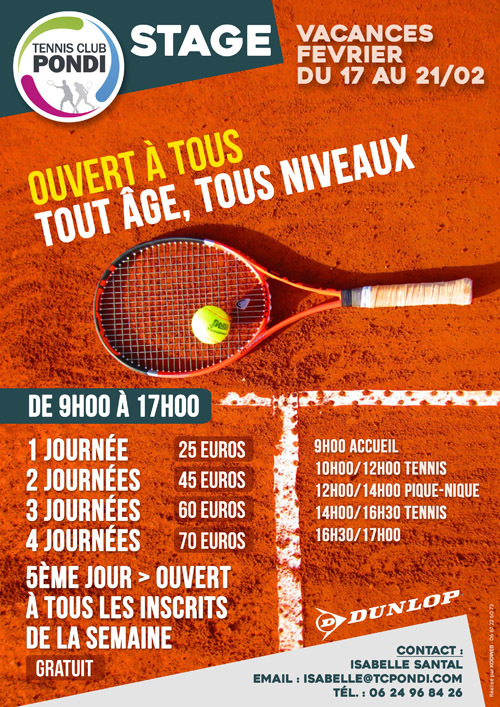 TENNIS CLUB
PONDI
STAGE
VACANCES
FEVRIER
DU 17 AU 21/02
OUVERT À TOUS
TOUT ÂGE, TOUS NIVEAUX
DE 9H00 À 17H00
1 JOURNÉE 25 EUROS
2 JOURNÉES 45 EUROS
3 JOURNÉES 60 EUROS
4 JOURNÉES 70 EUROS
5ÈME JOUR > OUVERT
À TOUS LES INSCRITS
DE LA SEMAINE
GRATUIT
9H00 ACCUEIL
10H00/12H00 TENNIS
12H00/14H00 PIQUE-NIQUE
14H00/16H30 TENNIS
16H30/17H00
D DUNLOP
CONTACT :
ISABELLE SANTAL
EMAIL : ISABELLE@TCPONDI.COM
TÉL. : 06 24 96 84 26
Réalisé par